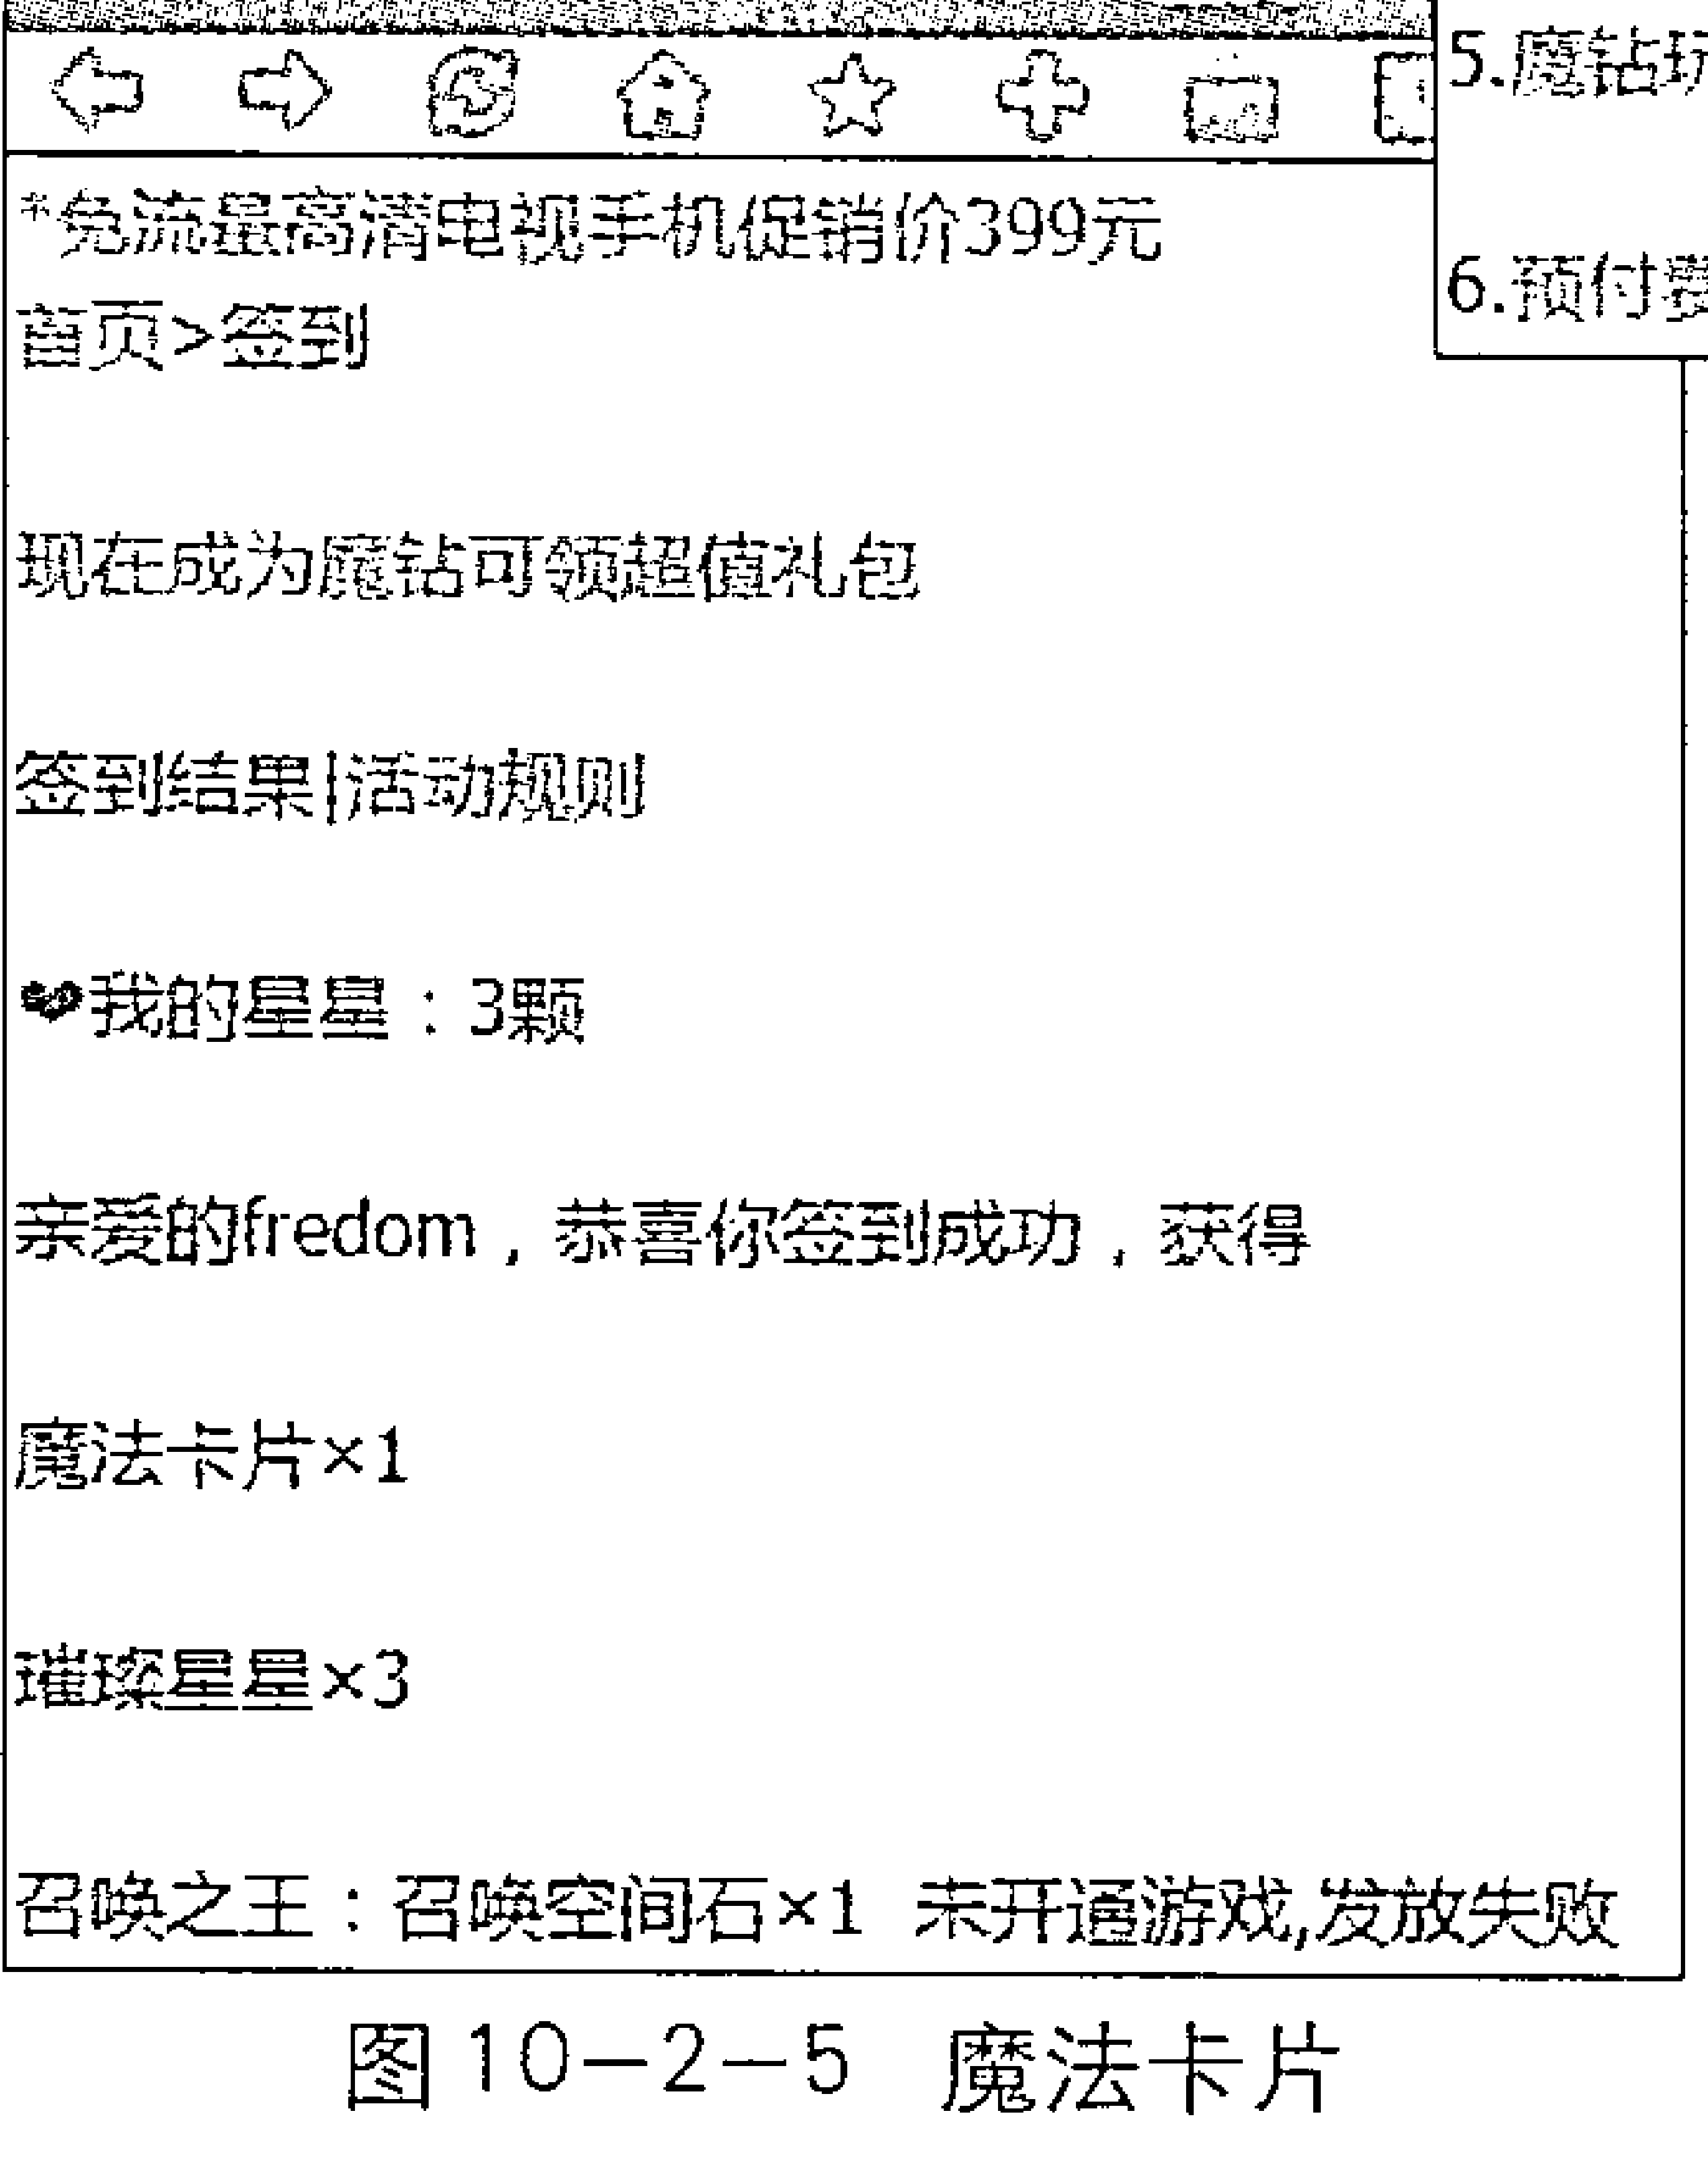 *免流量高清电视手机促销价399元
首页>签到
现在成为魔钻可领超值礼包
签到结果|活动规则
我的星星：3颗
亲爱的fredom，恭喜你签到成功，获得
魔法卡片×1
璀璨星星×3
召唤之王：召唤空间石×1 未开通游戏,发放失败
5.魔钻玩
6.预付费
图10-2-5 魔法卡片